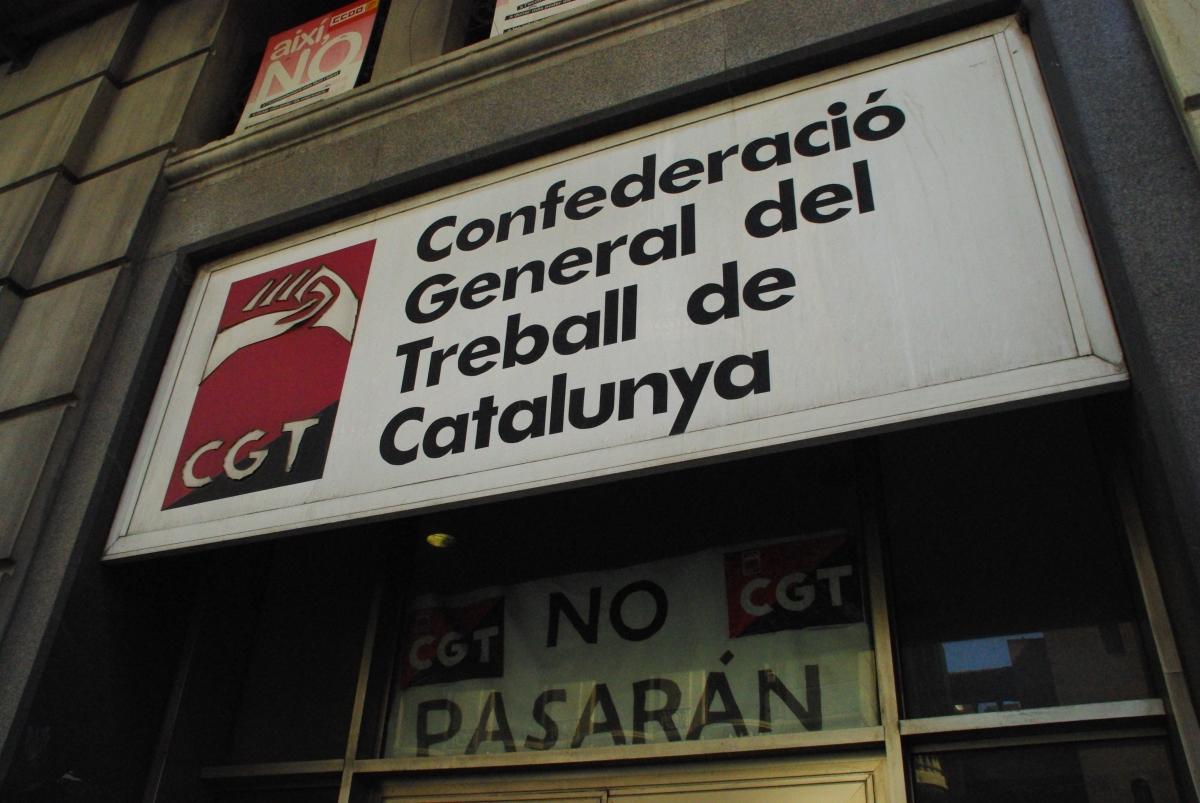 així,
NO
CCOO
Confederació
General del
Treball de
Catalunya
CGT
CGT NO CGT
PASARÁN